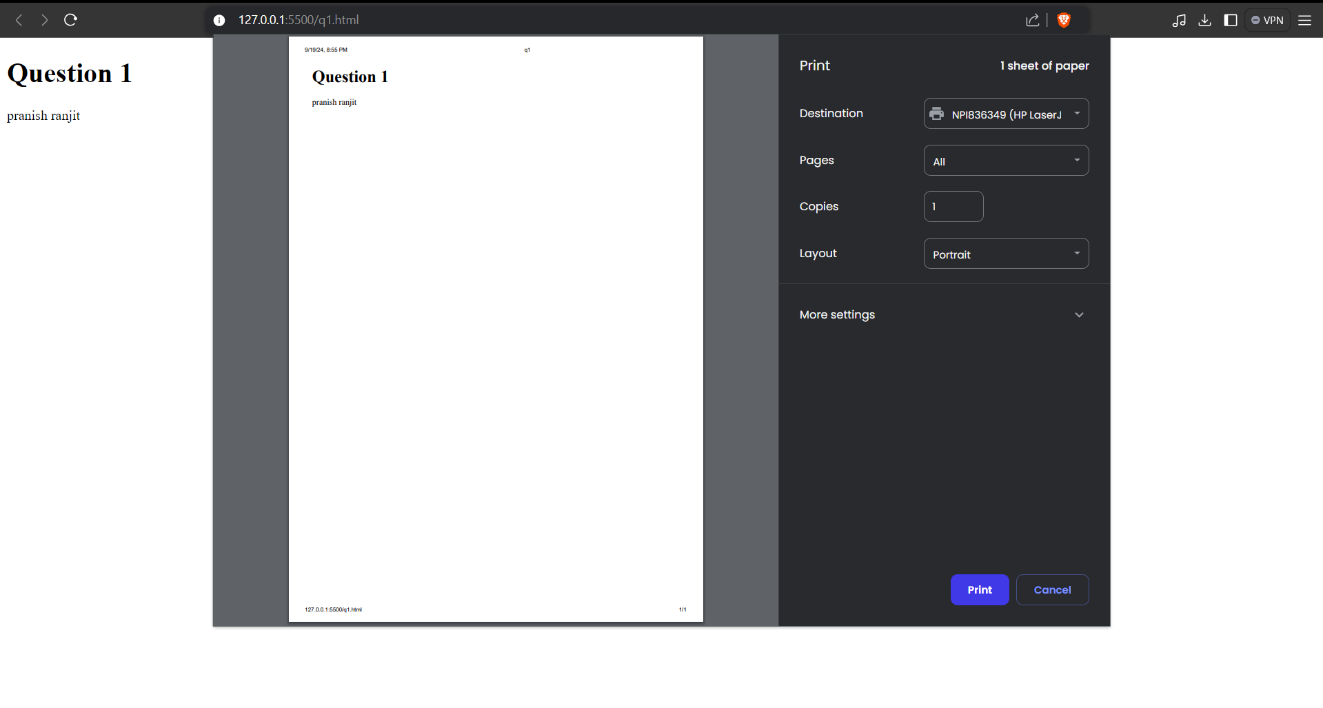 127.0.0.1:5500/q1.html
VPN
Question 1
pranish ranjit
9/19/24, 8:55 PM
q1
Question 1
pranish ranjit
127.0.0.1:5500/q1.html
1/1
Print
1 sheet of paper
Destination
NPI836349 (HP LaserJ
Pages
All
Copies
1
Layout
Portrait
More settings
Print
Cancel